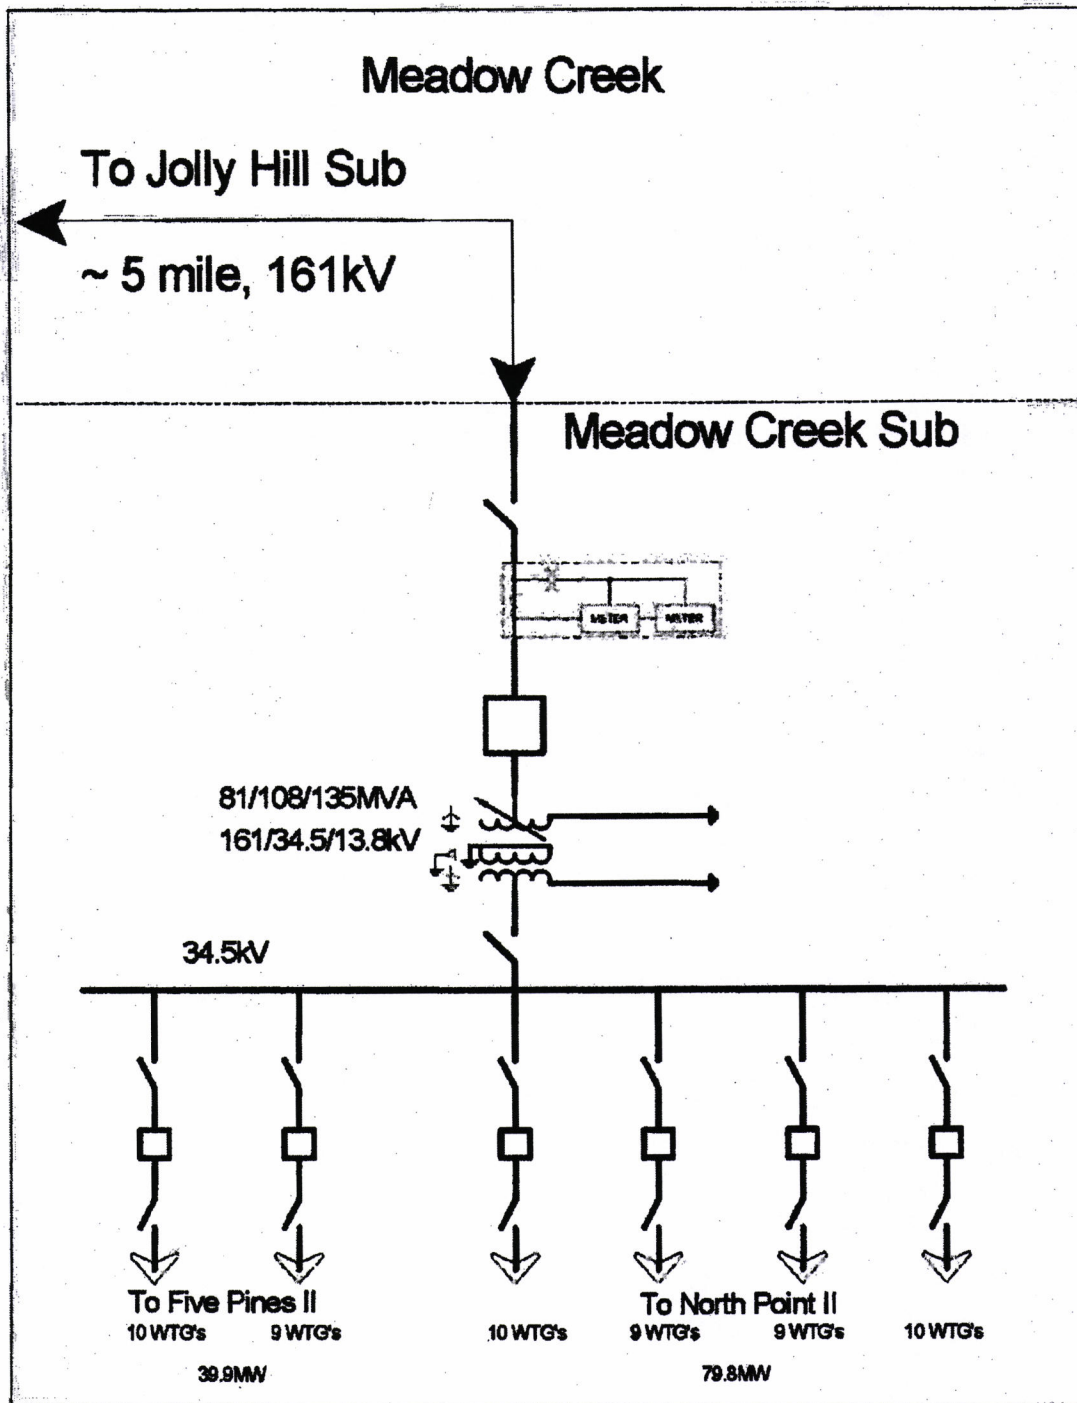 Meadow Creek
To Jolly Hill Sub
~ 5 mile, 161kV
Meadow Creek Sub
METER METER
81/108/135MVA
161/34.5/13.8kV
34.5kV
To Five Pines II
To North Point II
10 WTG's 9 WTG's 10 WTG's 9 WTG's 9 WTG's 10 WTG's
39.9MW 79.8MW